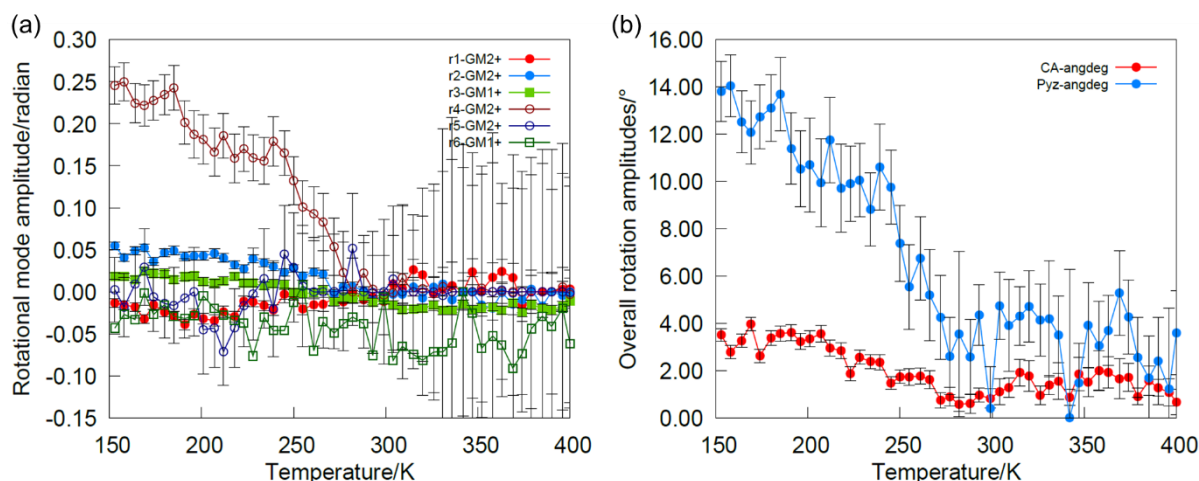 (a)
0.30
0.25
0.20
0.15
0.10
0.05
0.00
-0.05
-0.10
-0.15
Rotational mode amplitude/radian
r1-GM2+
r2-GM2+
r3-GM1+
r4-GM2+
r5-GM2+
r6-GM1+
150 200 250 300 350 400
Temperature/K
(b)
16.00
14.00
12.00
10.00
8.00
6.00
4.00
2.00
0.00
Overall rotation amplitudes/°
CA-angdeg
Pyz-angdeg
150 200 250 300 350 400
Temperature/K